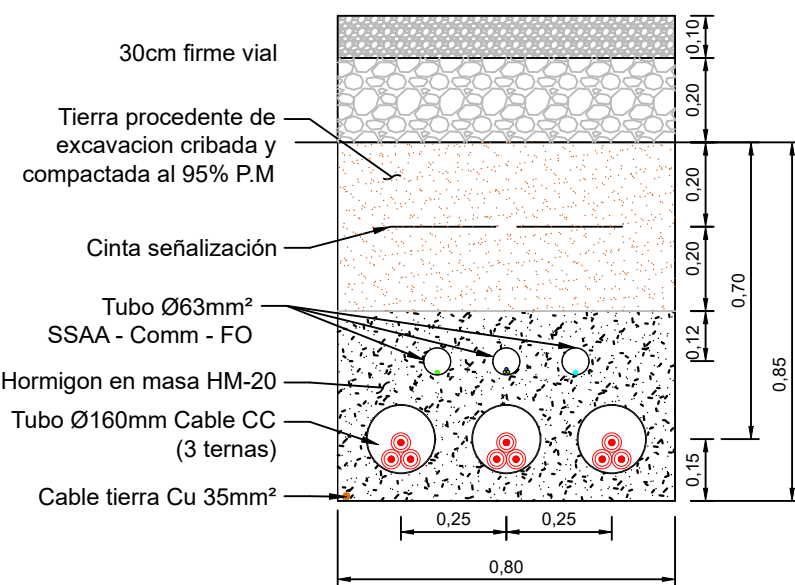 30cm firme vial
Tierra procedente de
excavacion cribada y
compactada al 95% P.M
Cinta señalización
Tubo Ø63mm²
SSAA - Comm - FO
Hormigon en masa HM-20
Tubo Ø160mm Cable CC
(3 ternas)
Cable tierra Cu 35mm²
0,10
0,20
0,20
0,20
0,12
0,15
0,70
0,85
0,25
0,25
0,80